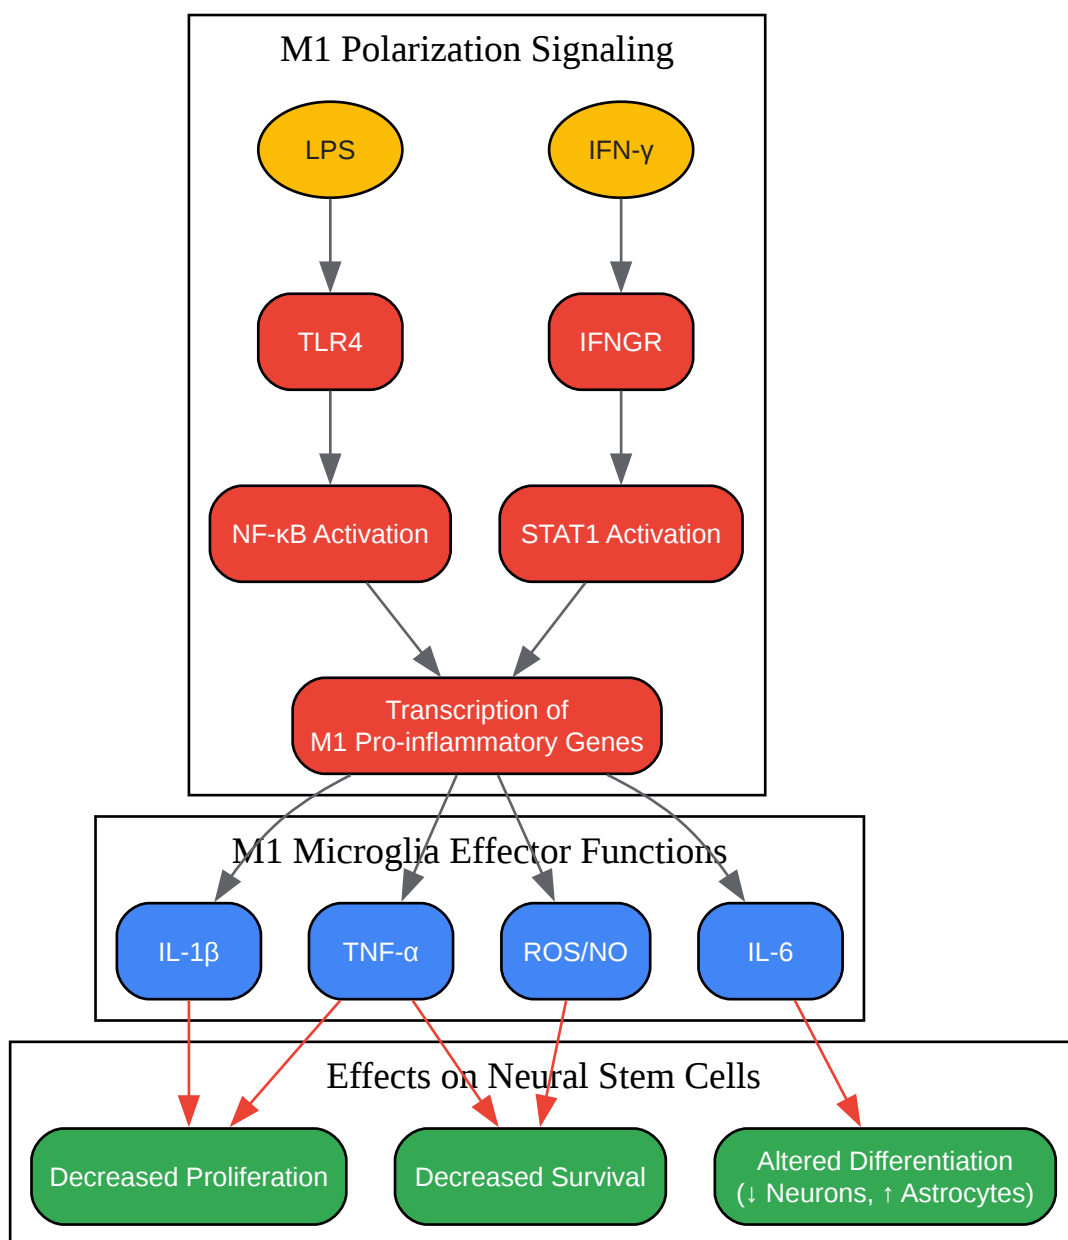 M1 Polarization Signaling
LPS
IFN-γ
TLR4
IFNGR
NF-κB Activation
STAT1 Activation
Transcription of
M1 Pro-inflammatory Genes
M1 Microglia Effector Functions
IL-1β
TNF-α
ROS/NO
IL-6
Effects on Neural Stem Cells
Decreased Proliferation
Decreased Survival
Altered Differentiation
(↓ Neurons, ↑ Astrocytes)